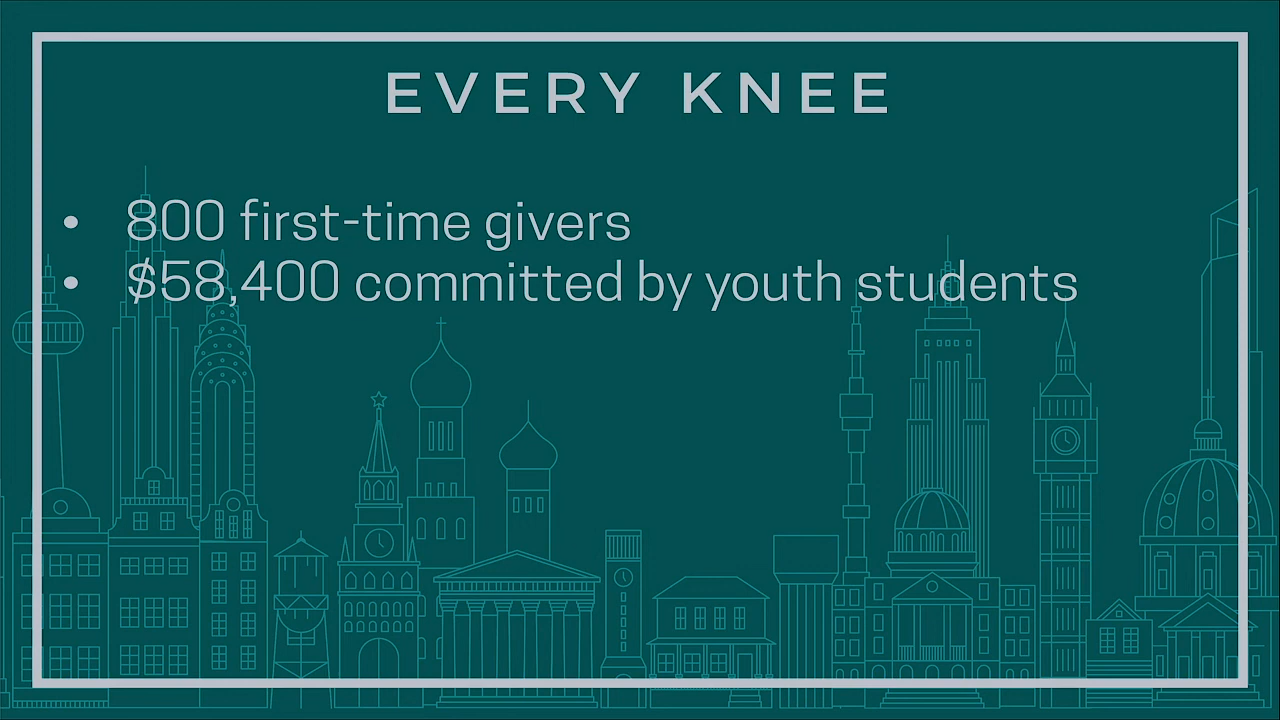 EVERY KNEE
• 800 first-time givers
• $58,400 committed by youth students